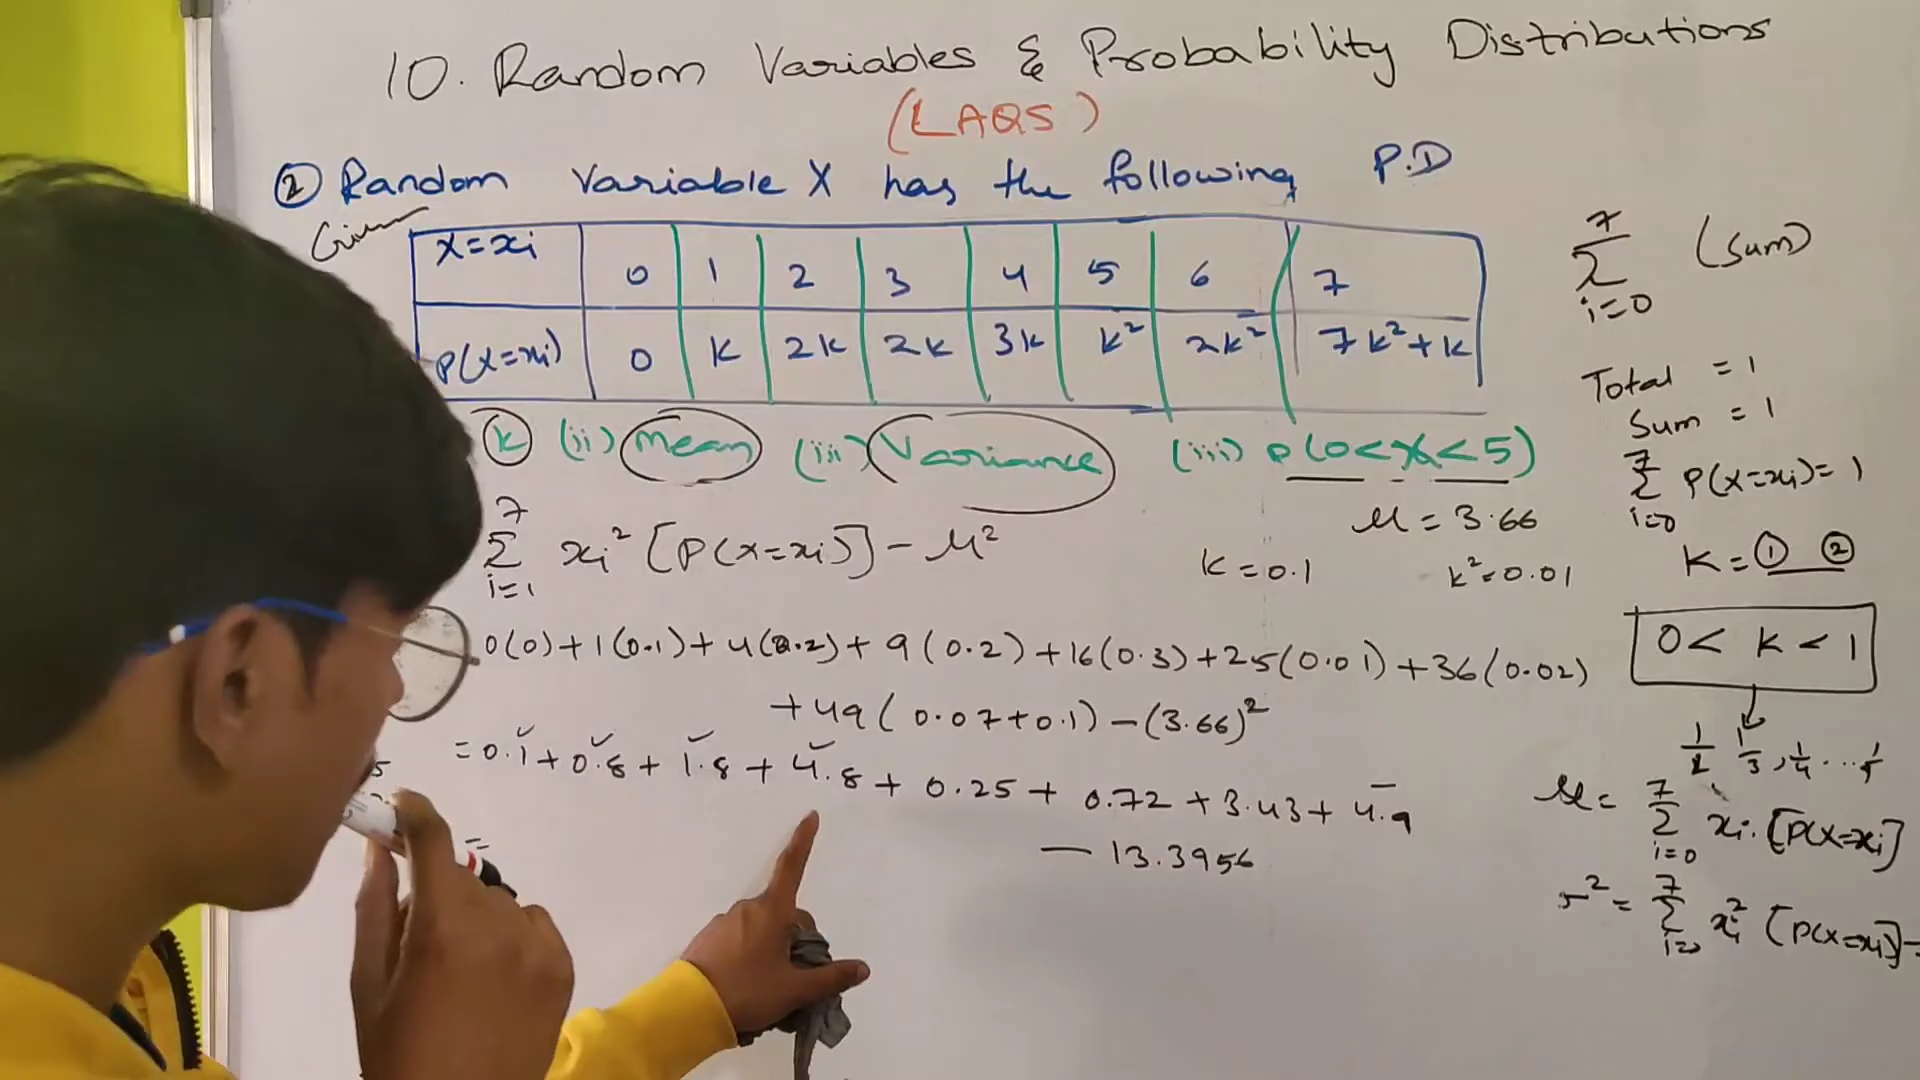 10. Random Variables & Probability Distributions
(LAQS)
② Random variable X has the following P.D
Given
X=xi 0 1 2 3 4 5 6 7
P(X=xi) 0 k 2k 2k 3k k² 2k² 7k²+k
k (ii) Mean (iii) Variance (iii) P(0<X<5)
7
Σ xi² [P(X=xi)] - μ²
i=1
μ = 3.66
k = 0.1 k² = 0.01
0(0)+1(0.1)+4(0.2)+9(0.2)+16(0.3)+25(0.01)+36(0.02)
+49(0.07+0.1)-(3.66)²
=0.1+0.8+1.8+4.8+0.25+0.72+3.43+4.9
- 13.3956
=
7
Σ (Sum)
i=0
Total = 1
Sum = 1
7
Σ P(X=xi)=1
i=0
K = ① ②
0 < k < 1
1/2 1/3, 1/4 ...
μ = 7
Σ xi. [P(X=xi]
i=0
σ² = 7
Σ xi² [P(X=xi)]-
i=0